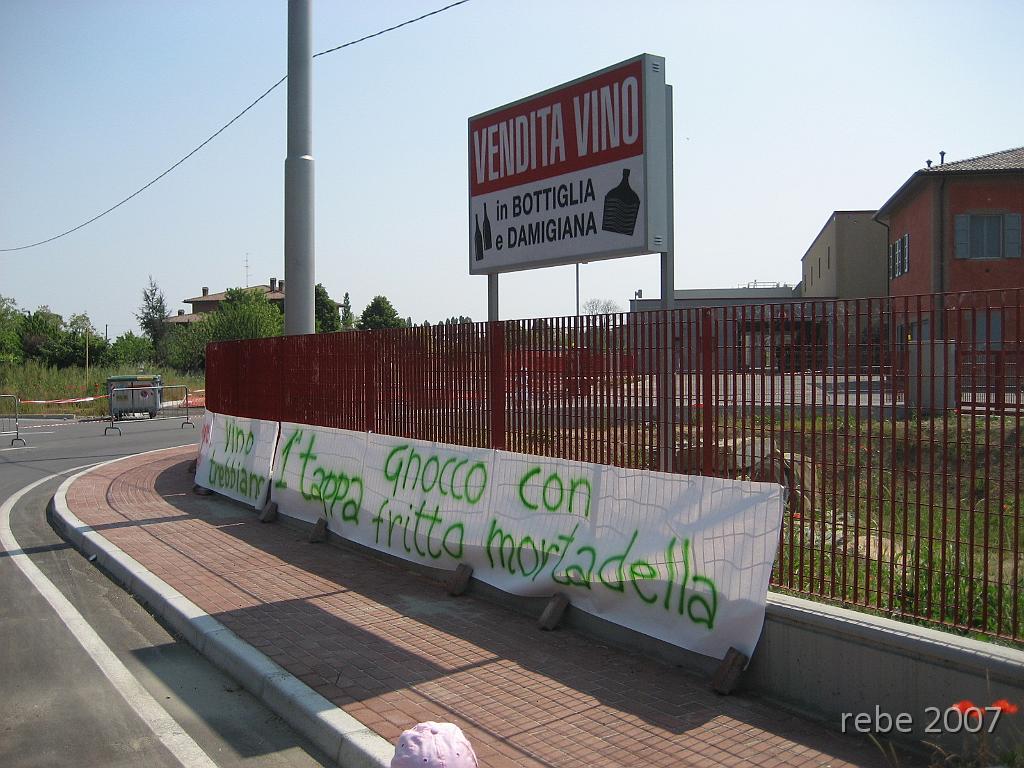 VENDITA VINO
in BOTTIGLIA
e DAMIGIANA
vino
trebbiano
1ª tappa
gnocco con
fritto mortadella
rebe 2007